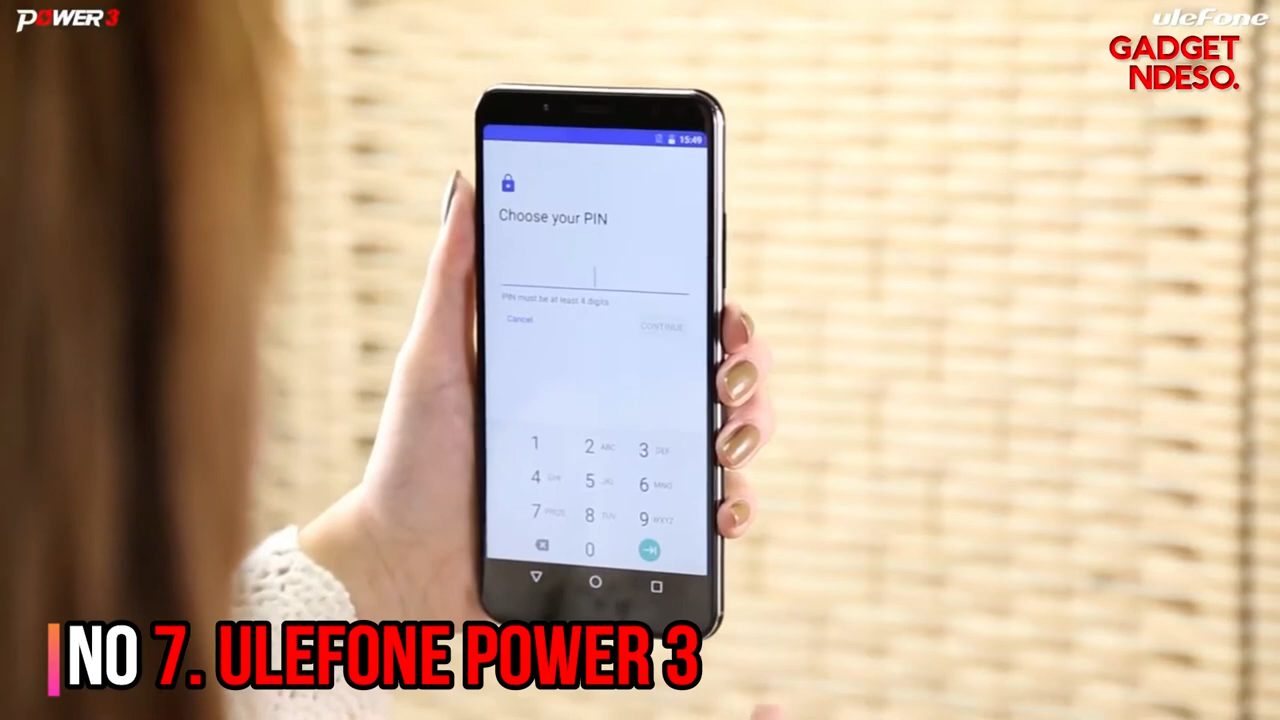 POWER 3
uleFone
GADGET
NDESO.
15:49
Choose your PIN
PIN must be at least 4 digits
Cancel
CONTINUE
1
2 ABC
3 DEF
4 GHI
5 JKL
6 MNO
7 PQRS
8 TUV
9 WXYZ
0
NO 7. ULEFONE POWER 3